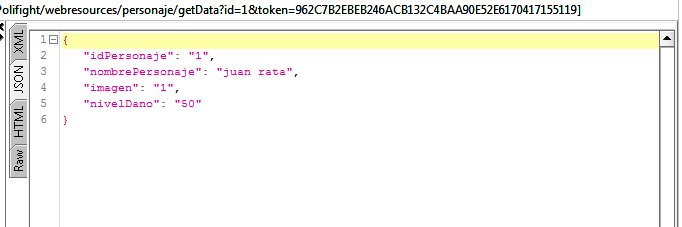 Polifight/webresources/personaje/getData?id=1&token=962C7B2EBEB246ACB132C4BAA90E52E6170417155119]
XML
JSON
HTML
Raw
1 {
2 "idPersonaje": "1",
3 "nombrePersonaje": "juan rata",
4 "imagen": "1",
5 "nivelDano": "50"
6 }